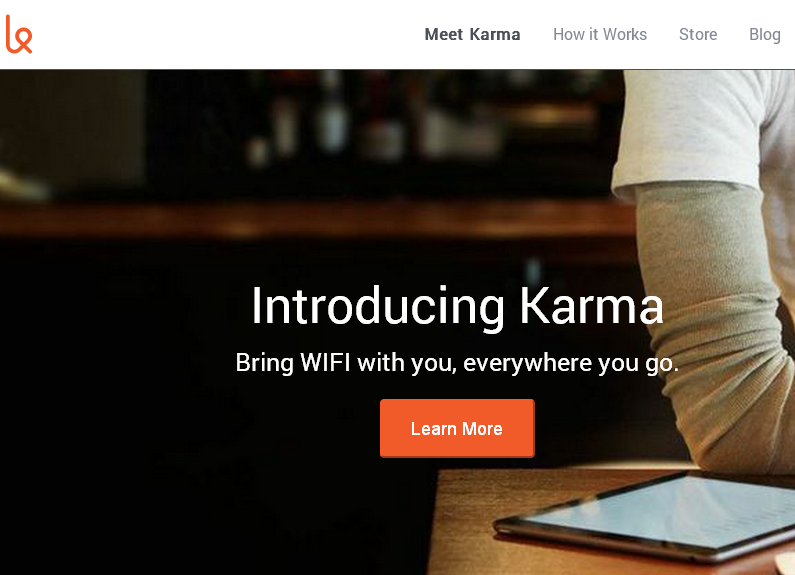 Meet Karma How it Works Store Blog
Introducing Karma
Bring WIFI with you, everywhere you go.
Learn More